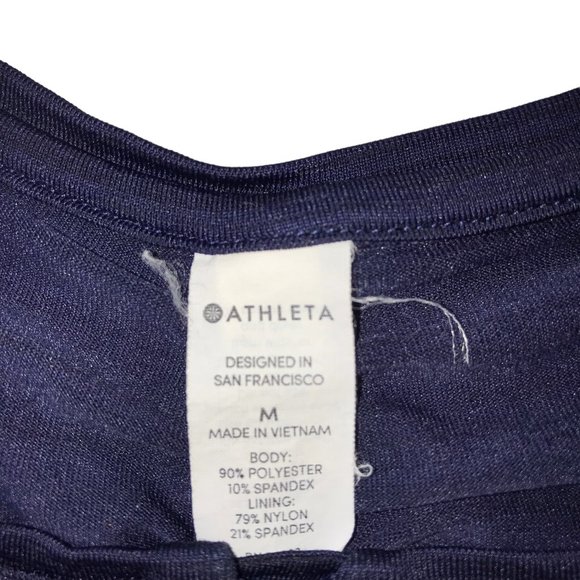 ATHLETA
DESIGNED IN
SAN FRANCISCO
M
MADE IN VIETNAM
BODY:
90% POLYESTER
10% SPANDEX
LINING:
79% NYLON
21% SPANDEX